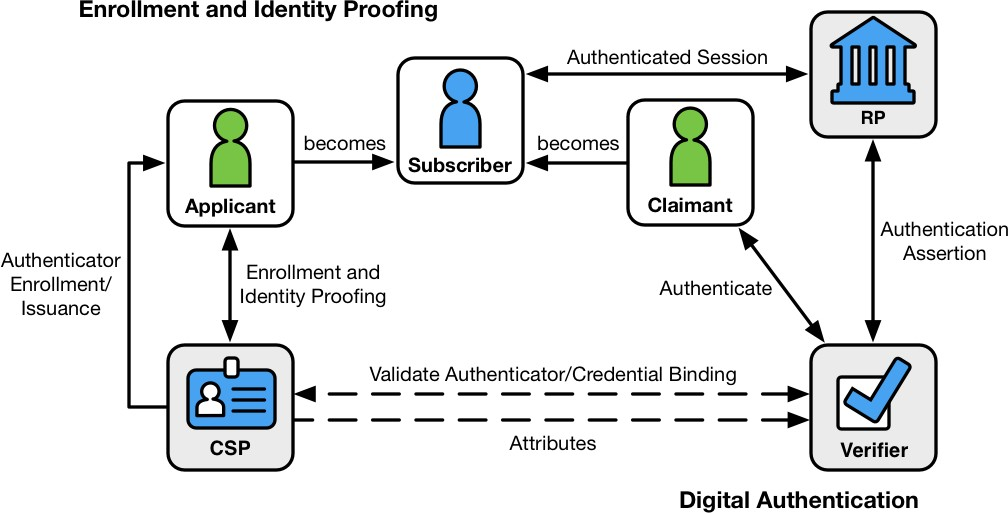 Enrollment and Identity Proofing
Authenticated Session
RP
becomes
Subscriber
becomes
Applicant
Claimant
Authenticator
Enrollment/
Issuance
Enrollment and
Identity Proofing
Authenticate
Authentication
Assertion
Validate Authenticator/Credential Binding
CSP
Attributes
Verifier
Digital Authentication